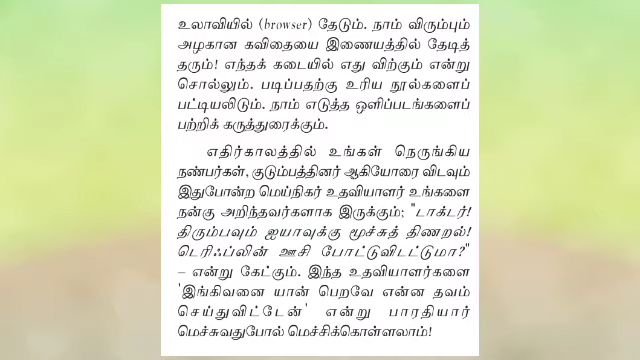 உலாவியில் (browser) தேடும். நாம் விரும்பும்
அழகான கவிதையை இணையத்தில் தேடித்
தரும்! எந்தக் கடையில் எது விற்கும் என்று
சொல்லும். படிப்பதற்கு உரிய நூல்களைப்
பட்டியலிடும். நாம் எடுத்த ஒளிப்படங்களைப்
பற்றிக் கருத்துரைக்கும்.
எதிர்காலத்தில் உங்கள் நெருங்கிய
நண்பர்கள், குடும்பத்தினர் ஆகியோரை விடவும்
இதுபோன்ற மெய்நிகர் உதவியாளர் உங்களை
நன்கு அறிந்தவர்களாக இருக்கும்; "டாக்டர்!
திரும்பவும் ஐயாவுக்கு மூச்சுத் திணறல்!
டெரிஃப்லின் ஊசி போட்டுவிடட்டுமா?"
– என்று கேட்கும். இந்த உதவியாளர்களை
'இங்கிவனை யான் பெறவே என்ன தவம்
செய்துவிட்டேன்' என்று பாரதியார்
மெச்சுவதுபோல் மெச்சிக்கொள்ளலாம்!